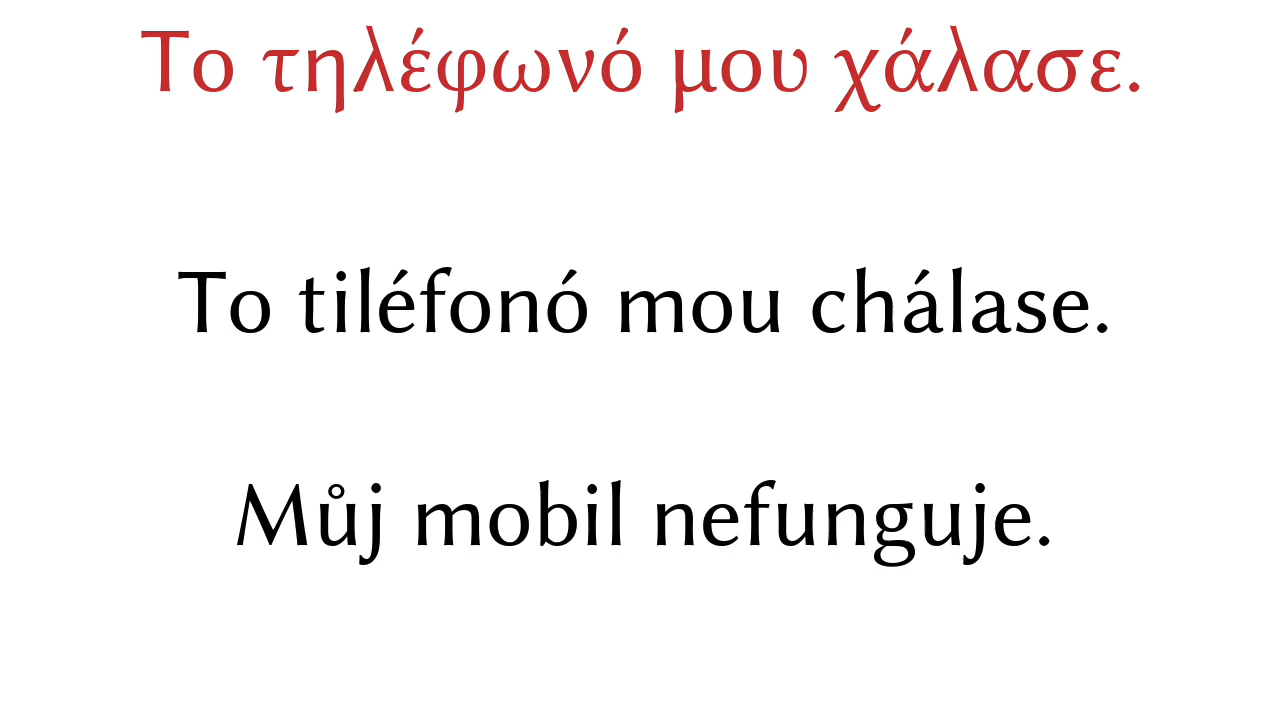 Το τηλέφωνό μου χάλασε.
To tiléfonó mou chálase.
Můj mobil nefunguje.